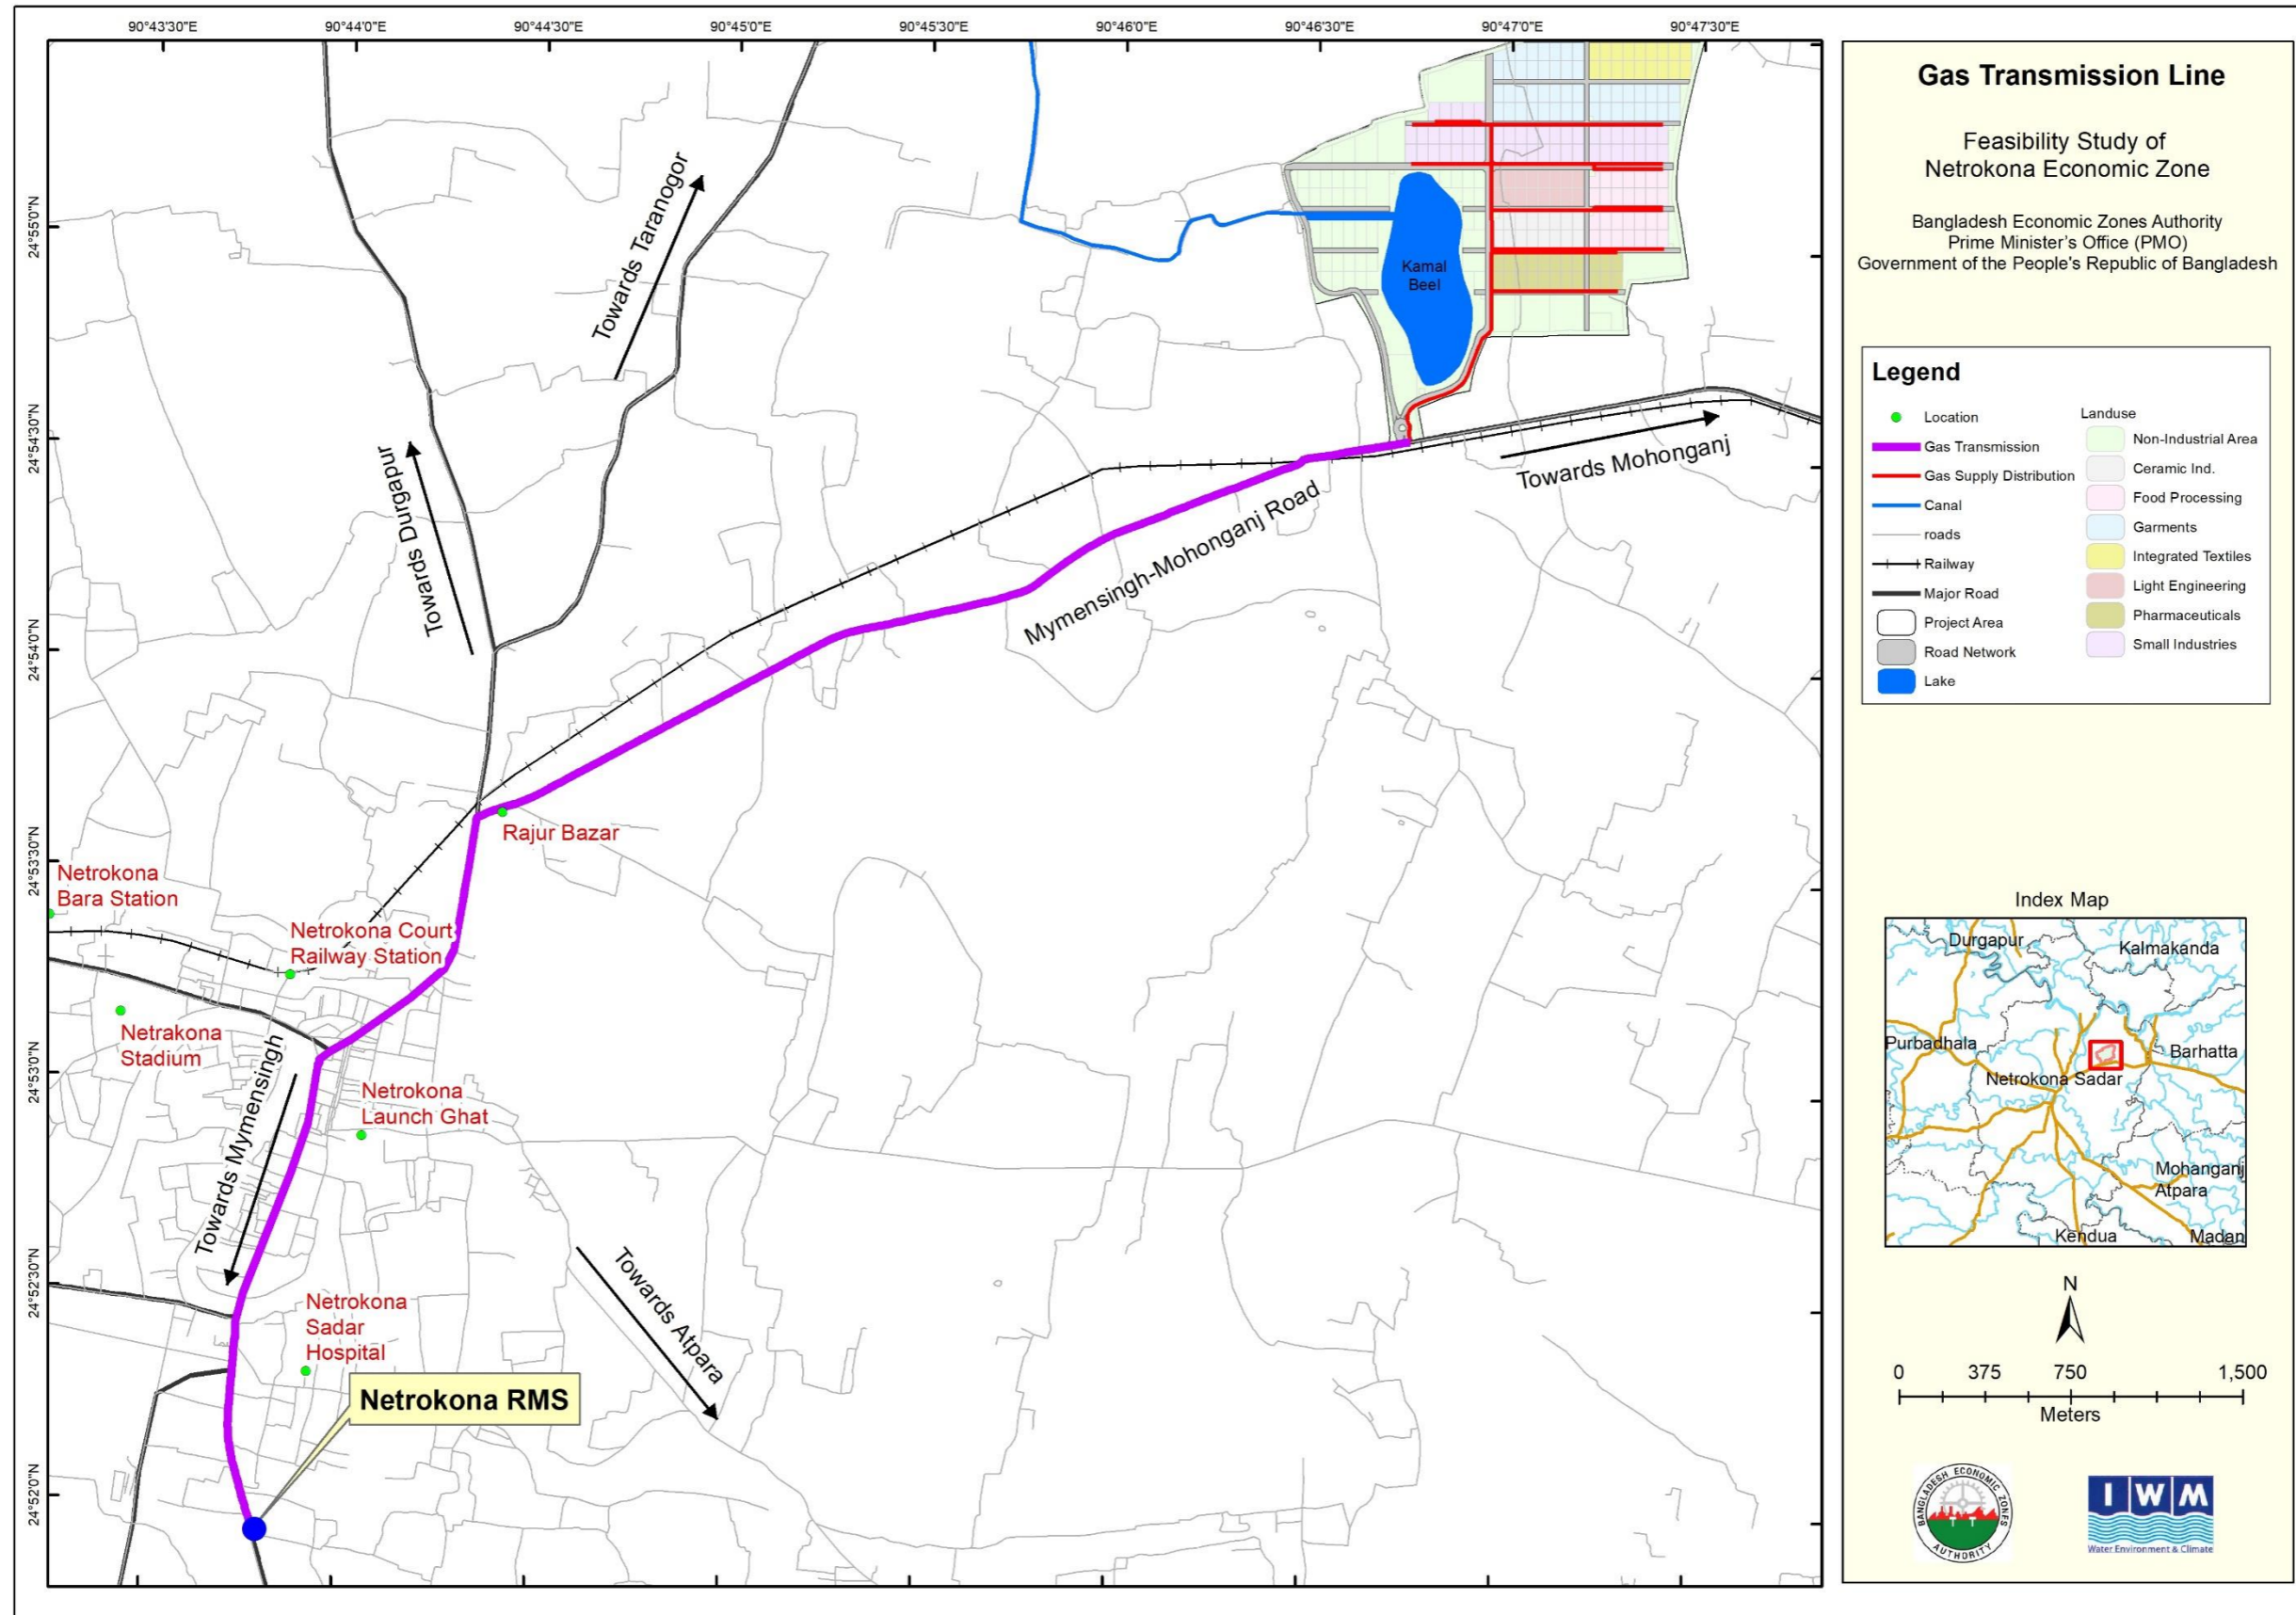 90°43'30"E
90°44'0"E
90°44'30"E
90°45'0"E
90°45'30"E
90°46'0"E
90°46'30"E
90°47'0"E
90°47'30"E
24°55'0"N
24°54'30"N
24°54'0"N
24°53'30"N
24°53'0"N
24°52'30"N
24°52'0"N
Towards Taranogor
Towards Durgapur
Kamal
Beel
Towards Mohonganj
Mymensingh-Mohonganj Road
Rajur Bazar
Netrokona
Bara Station
Netrokona Court
Railway Station
Netrakona
Stadium
Towards Mymensingh
Netrokona
Launch Ghat
Towards Atpara
Netrokona
Sadar
Hospital
Netrokona RMS
Gas Transmission Line
Feasibility Study of
Netrokona Economic Zone
Bangladesh Economic Zones Authority
Prime Minister's Office (PMO)
Government of the People's Republic of Bangladesh
Legend
Location
Gas Transmission
Gas Supply Distribution
Canal
roads
Railway
Major Road
Project Area
Road Network
Lake
Landuse
Non-Industrial Area
Ceramic Ind.
Food Processing
Garments
Integrated Textiles
Light Engineering
Pharmaceuticals
Small Industries
Index Map
Durgapur
Kalmakanda
Purbadhala
Barhatta
Netrokona Sadar
Mohanganj
Atpara
Kendua
Madan
N
0 375 750 1,500
Meters
BANGLADESH ECONOMIC ZONES
AUTHORITY
IWM
Water Environment & Climate